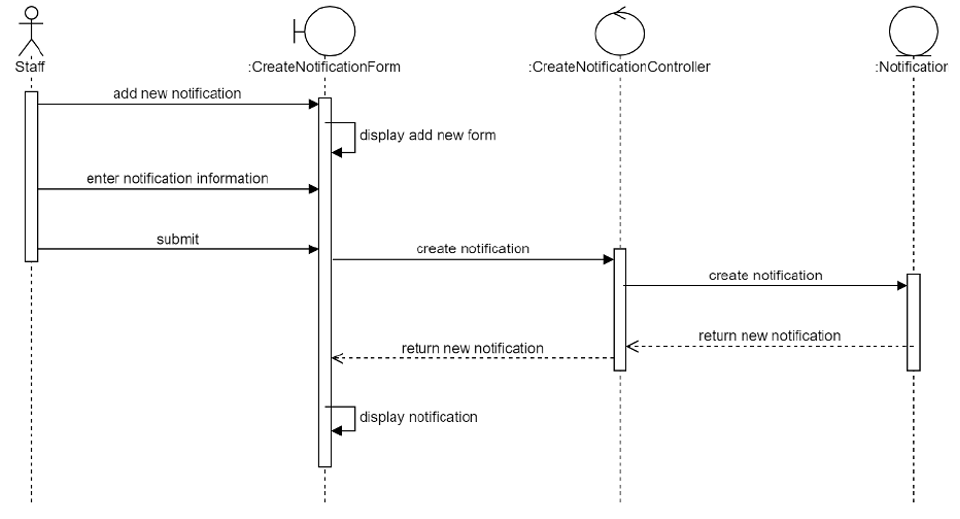 Staff
:CreateNotificationForm
:CreateNotificationController
:Notification
add new notification
display add new form
enter notification information
submit
create notification
create notification
return new notification
return new notification
display notification